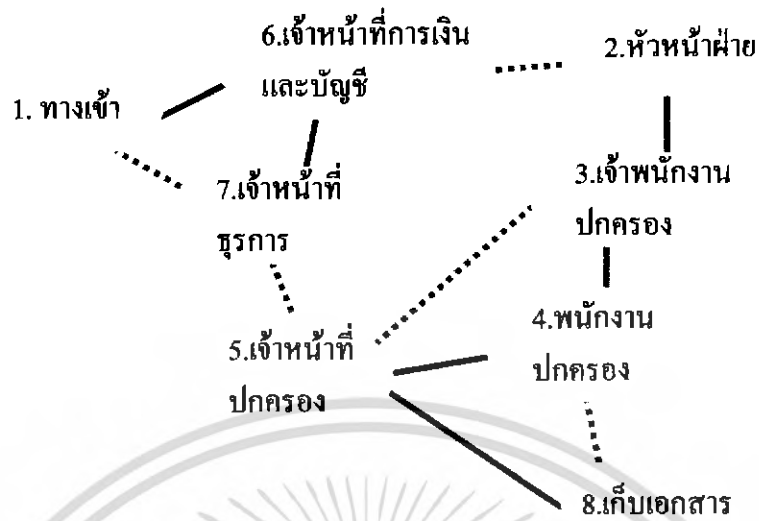 6.เจ้าหน้าที่การเงิน
และบัญชี
2.หัวหน้าฝ่าย
1. ทางเข้า
7.เจ้าหน้าที่
ธุรการ
3.เจ้าพนักงาน
ปกครอง
5.เจ้าหน้าที่
ปกครอง
4.พนักงาน
ปกครอง
8.เก็บเอกสาร